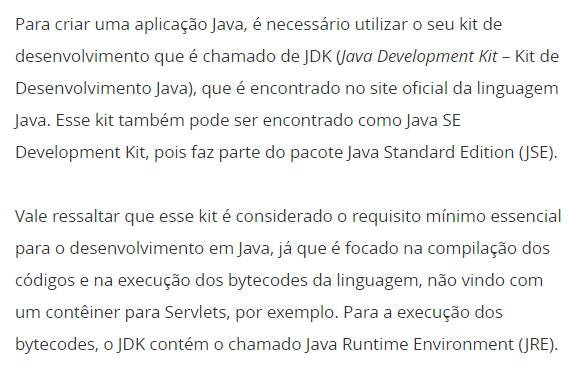 Para criar uma aplicação Java, é necessário utilizar o seu kit de
desenvolvimento que é chamado de JDK (Java Development Kit – Kit de
Desenvolvimento Java), que é encontrado no site oficial da linguagem
Java. Esse kit também pode ser encontrado como Java SE
Development Kit, pois faz parte do pacote Java Standard Edition (JSE).
Vale ressaltar que esse kit é considerado o requisito mínimo essencial
para o desenvolvimento em Java, já que é focado na compilação dos
códigos e na execução dos bytecodes da linguagem, não vindo com
um contêiner para Servlets, por exemplo. Para a execução dos
bytecodes, o JDK contém o chamado Java Runtime Environment (JRE).